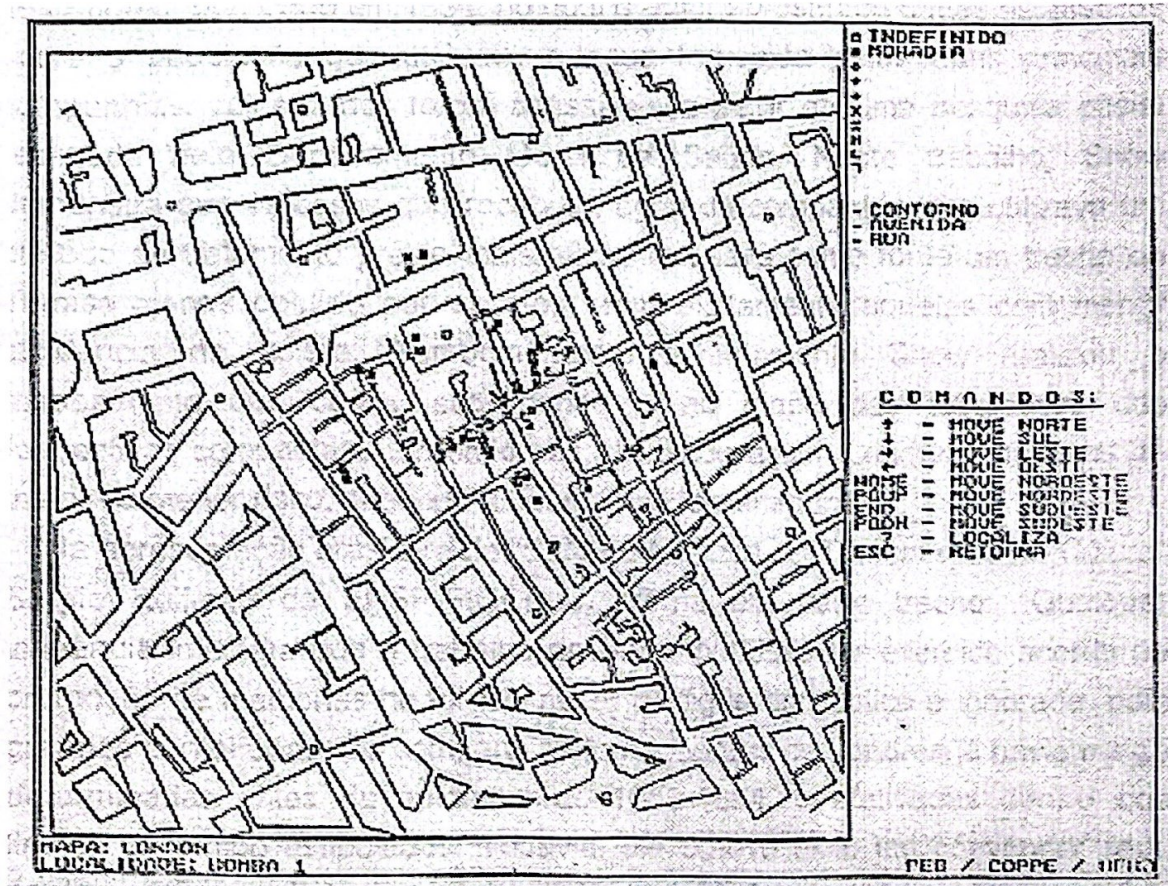 INDEFINIDO
MORADIA
+
+
X
- CONTORNO
- AVENIDA
- RUA
C O M A N D O S:
↑ = MOVE NORTE
↓ = MOVE SUL
MOVE LESTE
MOVE OESTE
HOME = MOVE NOROESTE
PGUP = MOVE NORDESTE
END = MOVE SUDOESTE
PGDN = MOVE SUDESTE
? = LOCALIZA
ESC = RETORNA
MAPA: LONDON
LOCALIDADE: BOMBA 1
PEB / COPPE / UFRJ